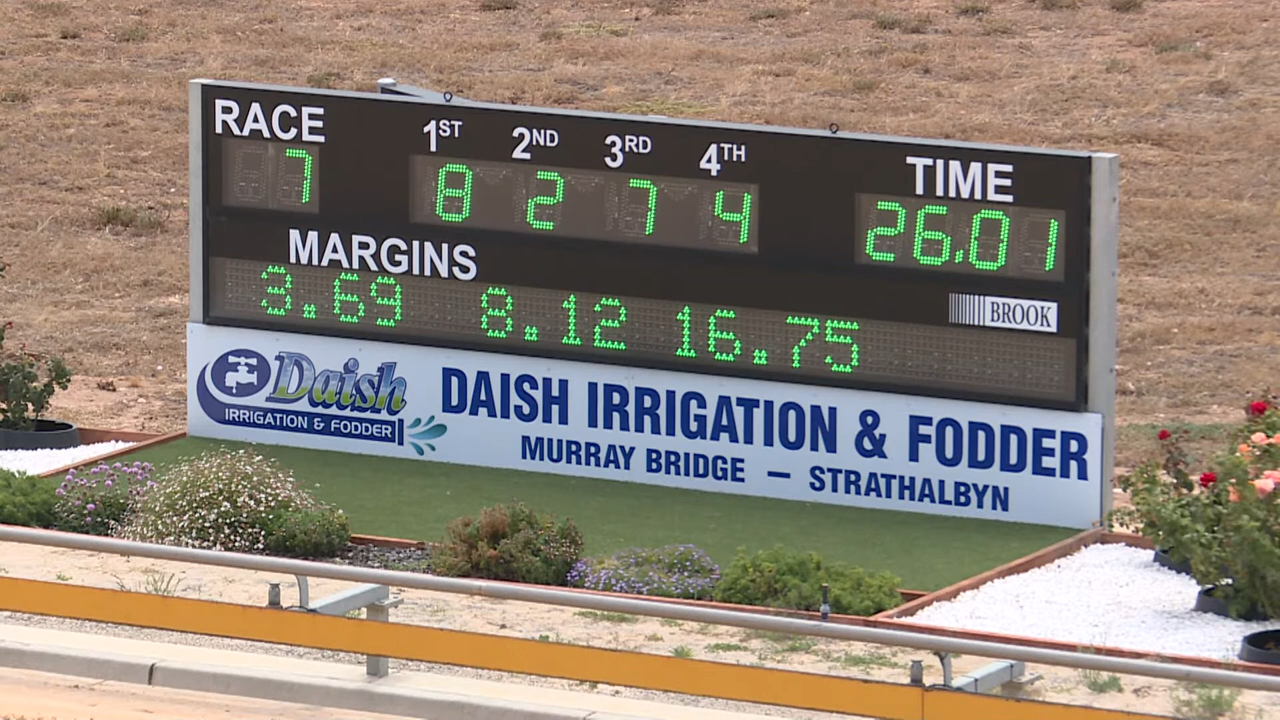 RACE 1ST 2ND 3RD 4TH TIME
7 8 2 7 4 26.01
MARGINS
3.69 8.12 16.75
BROOK
Daish
IRRIGATION & FODDER
DAISH IRRIGATION & FODDER
MURRAY BRIDGE – STRATHALBYN